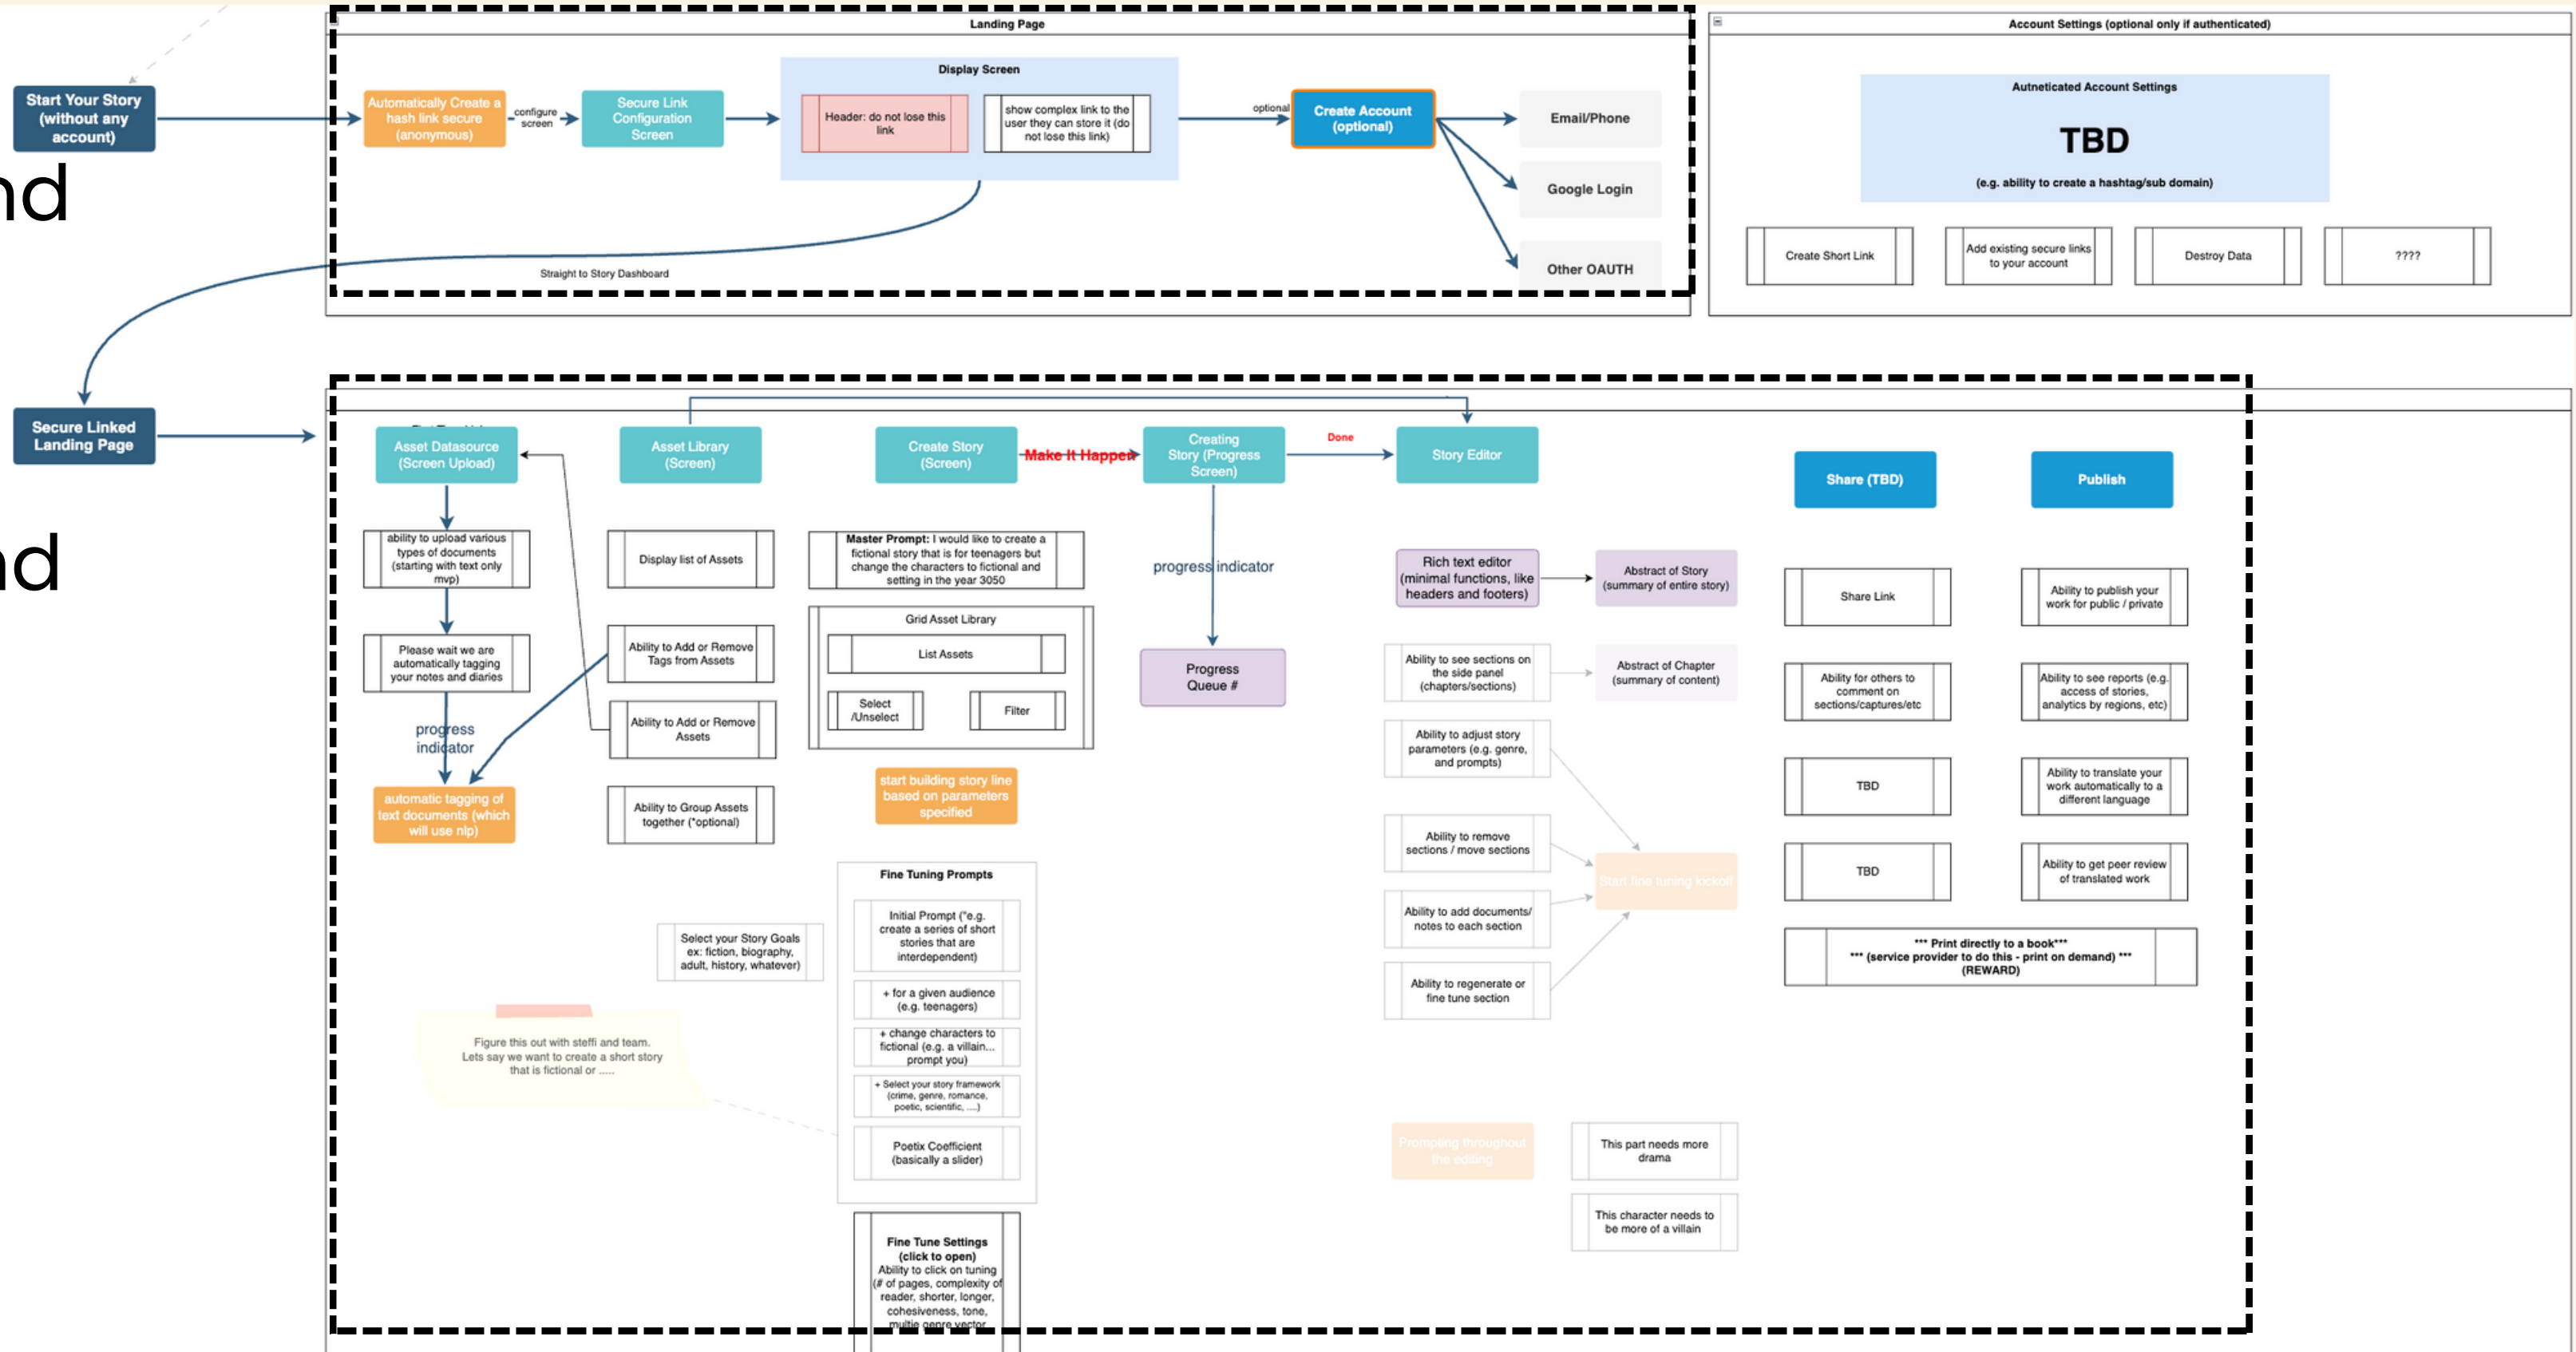 Landing Page
Account Settings (optional only if authenticated)
Start Your Story
(without any
account)
Automatically Create a
hash link secure
(anonymous)
configure
screen
Secure Link
Configuration
Screen
Display Screen
Header: do not lose this
link
show complex link to the
user they can store it (do
not lose this link)
optional
Create Account
(optional)
Email/Phone
Google Login
Other OAUTH
Straight to Story Dashboard
Autneticated Account Settings
TBD
(e.g. ability to create a hashtag/sub domain)
Create Short Link
Add existing secure links
to your account
Destroy Data
????
nd
nd
Secure Linked
Landing Page
Asset Datasource
(Screen Upload)
Asset Library
(Screen)
Create Story
(Screen)
Make It Happen
Creating
Story (Progress
Screen)
Done
Story Editor
Share (TBD)
Publish
ability to upload various
types of documents
(starting with text only
mvp)
Please wait we are
automatically tagging
your notes and diaries
progress
indicator
automatic tagging of
text documents (which
will use nlp)
Display list of Assets
Ability to Add or Remove
Tags from Assets
Ability to Add or Remove
Assets
Ability to Group Assets
together (*optional)
Master Prompt: I would like to create a
fictional story that is for teenagers but
change the characters to fictional and
setting in the year 3050
Grid Asset Library
List Assets
Select
/Unselect
Filter
start building story line
based on parameters
specified
progress indicator
Progress
Queue #
Rich text editor
(minimal functions, like
headers and footers)
Abstract of Story
(summary of entire story)
Ability to see sections on
the side panel
(chapters/sections)
Abstract of Chapter
(summary of content)
Ability to adjust story
parameters (e.g. genre,
and prompts)
Ability to remove
sections / move sections
Start fine tuning kickoff
Ability to add documents/
notes to each section
Ability to regenerate or
fine tune section
Share Link
Ability for others to
comment on
sections/captures/etc
TBD
TBD
Ability to publish your
work for public / private
Ability to see reports (e.g.
access of stories,
analytics by regions, etc)
Ability to translate your
work automatically to a
different language
Ability to get peer review
of translated work
*** Print directly to a book***
*** (service provider to do this - print on demand) ***
(REWARD)
Fine Tuning Prompts
Initial Prompt ("e.g.
create a series of short
stories that are
interdependent)
+ for a given audience
(e.g. teenagers)
+ change characters to
fictional (e.g. a villain...
prompt you)
+ Select your story framework
(crime, genre, romance,
poetic, scientific, ....)
Poetix Coefficient
(basically a slider)
Select your Story Goals
ex: fiction, biography,
adult, history, whatever)
Figure this out with steffi and team.
Lets say we want to create a short story
that is fictional or .....
Prompting throughout
the editing
This part needs more
drama
This character needs to
be more of a villain
Fine Tune Settings
(click to open)
Ability to click on tuning
(# of pages, complexity of
reader, shorter, longer,
cohesiveness, tone,
multie genre vector